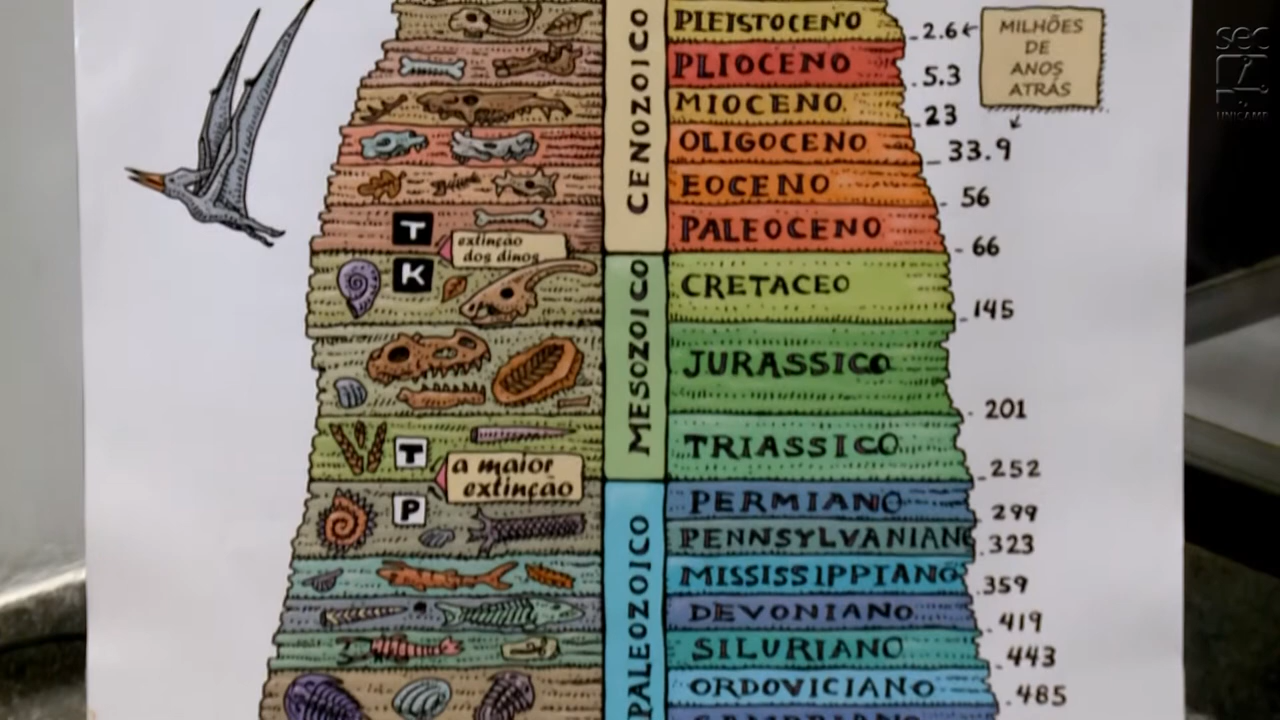 PLEISTOCENO
2.6
MILHÕES
DE
ANOS
ATRÁS
PLIOCENO
5.3
MIOCENO
23
OLIGOCENO
33.9
EOCENO
56
CENOZOICO
PALEOCENO
66
T
extinção
dos dinos
K
CRETACEO
145
MESOZOICO
JURASSICO
201
TRIASSICO
252
T
a maior
extinção
P
PERMIANO
299
PENNSYLVANIANO
323
MISSISSIPPIANO
359
DEVONIANO
419
PALEOZOICO
SILURIANO
443
ORDOVICIANO
485
sec
UNICAMP